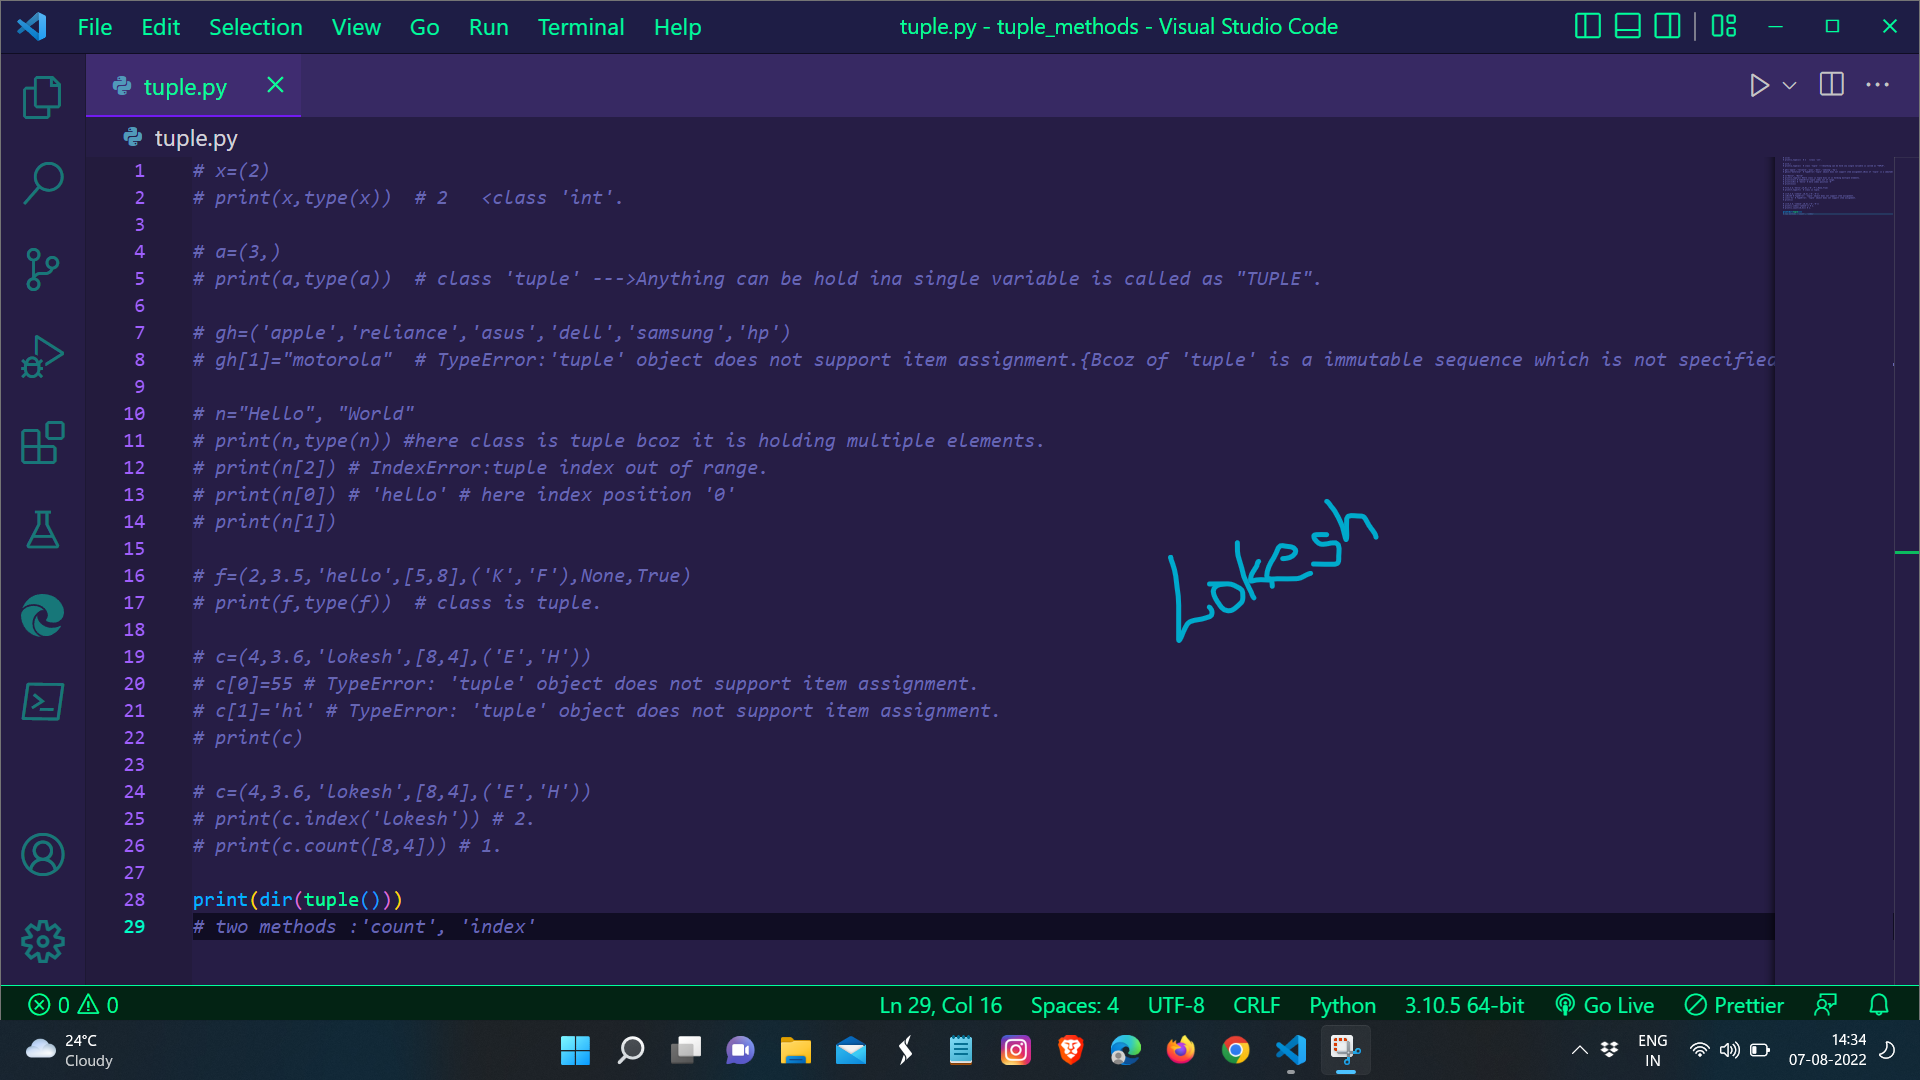 File Edit Selection View Go Run Terminal Help tuple.py - tuple_methods - Visual Studio Code
tuple.py
tuple.py
1 # x=(2)
2 # print(x,type(x))  # 2   <class 'int'.
3
4 # a=(3,)
5 # print(a,type(a))  # class 'tuple' --->Anything can be hold ina single variable is called as "TUPLE".
6
7 # gh=('apple','reliance','asus','dell','samsung','hp')
8 # gh[1]="motorola"  # TypeError:'tuple' object does not support item assignment.{Bcoz of 'tuple' is a immutable sequence which is not specified
9
10 # n="Hello", "World"
11 # print(n,type(n)) #here class is tuple bcoz it is holding multiple elements.
12 # print(n[2]) # IndexError:tuple index out of range.
13 # print(n[0]) # 'hello' # here index position '0'
14 # print(n[1])
15
16 # f=(2,3.5,'hello',[5,8],('K','F'),None,True)
17 # print(f,type(f))  # class is tuple.
18
19 # c=(4,3.6,'lokesh',[8,4],('E','H'))
20 # c[0]=55 # TypeError: 'tuple' object does not support item assignment.
21 # c[1]='hi' # TypeError: 'tuple' object does not support item assignment.
22 # print(c)
23
24 # c=(4,3.6,'lokesh',[8,4],('E','H'))
25 # print(c.index('lokesh')) # 2.
26 # print(c.count([8,4])) # 1.
27
28 print(dir(tuple()))
29 # two methods :'count', 'index'
Lokesh
0 0 Ln 29, Col 16 Spaces: 4 UTF-8 CRLF Python 3.10.5 64-bit Go Live Prettier
24°C
Cloudy
ENG
IN
14:34
07-08-2022